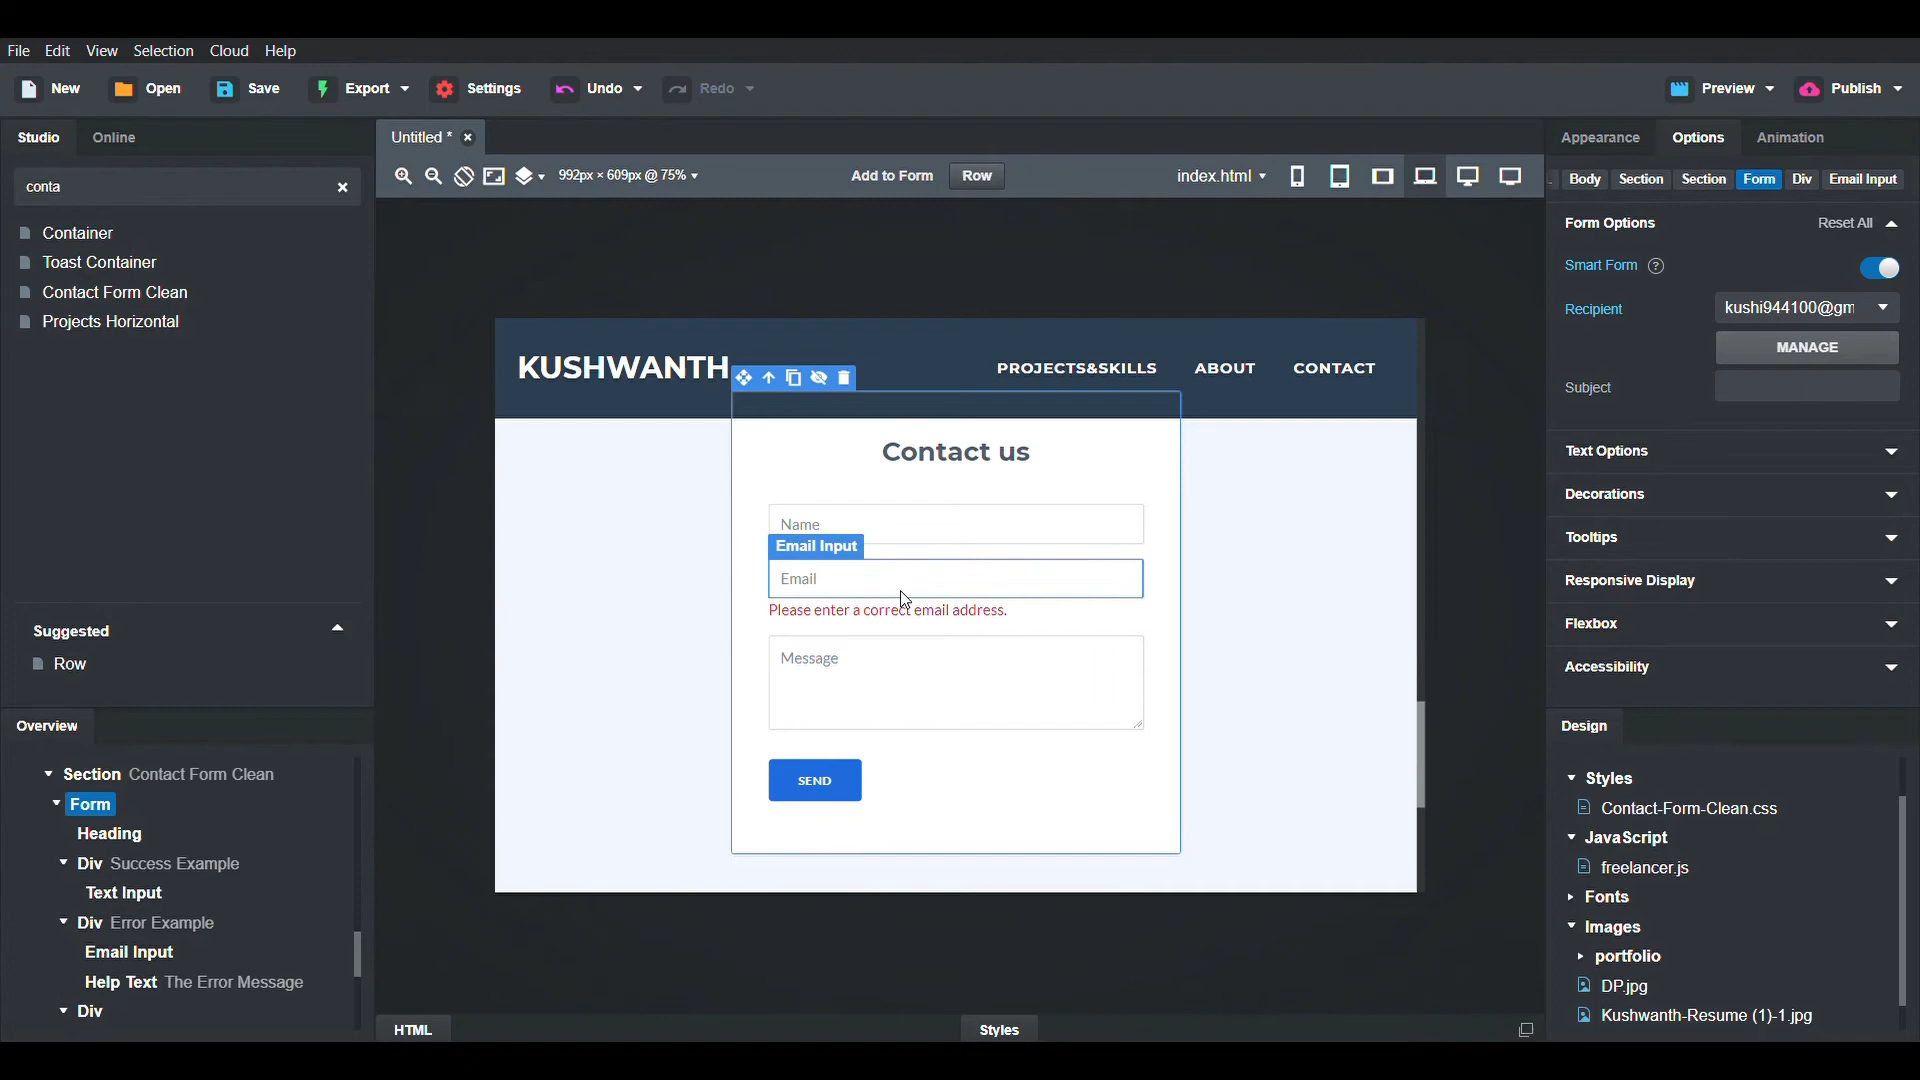 File Edit View Selection Cloud Help
New Open Save Export Settings Undo Redo Preview Publish
Studio Online
Untitled *
Appearance Options Animation
conta
992px × 609px @ 75%
Add to Form Row
index.html
Body Section Section Form Div Email Input
Container
Toast Container
Contact Form Clean
Projects Horizontal
Suggested
Row
Overview
Section Contact Form Clean
Form
Heading
Div Success Example
Text Input
Div Error Example
Email Input
Help Text The Error Message
Div
KUSHWANTH
PROJECTS&SKILLS ABOUT CONTACT
Contact us
Name
Email Input
Email
Please enter a correct email address.
Message
SEND
HTML
Styles
Form Options Reset All
Smart Form ?
Recipient kushi944100@gm
MANAGE
Subject
Text Options
Decorations
Tooltips
Responsive Display
Flexbox
Accessibility
Design
Styles
Contact-Form-Clean.css
JavaScript
freelancer.js
Fonts
Images
portfolio
DP.jpg
Kushwanth-Resume (1)-1.jpg